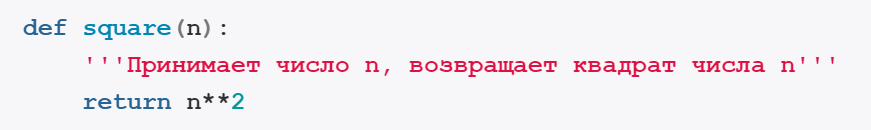 def square(n):
    '''Принимает число n, возвращает квадрат числа n'''
    return n**2